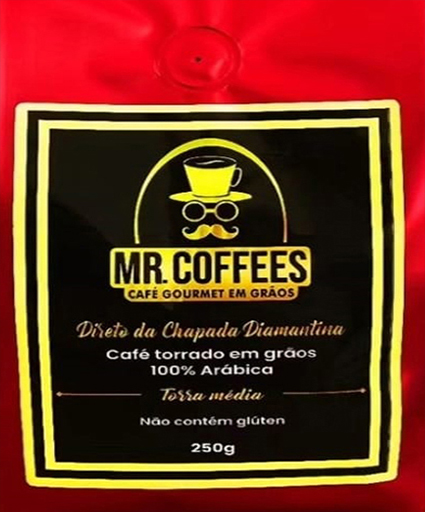 MR. COFFEES
CAFÉ GOURMET EM GRÃOS
Direto da Chapada Diamantina
Café torrado em grãos
100% Arábica
Torra média
Não contém glúten
250g